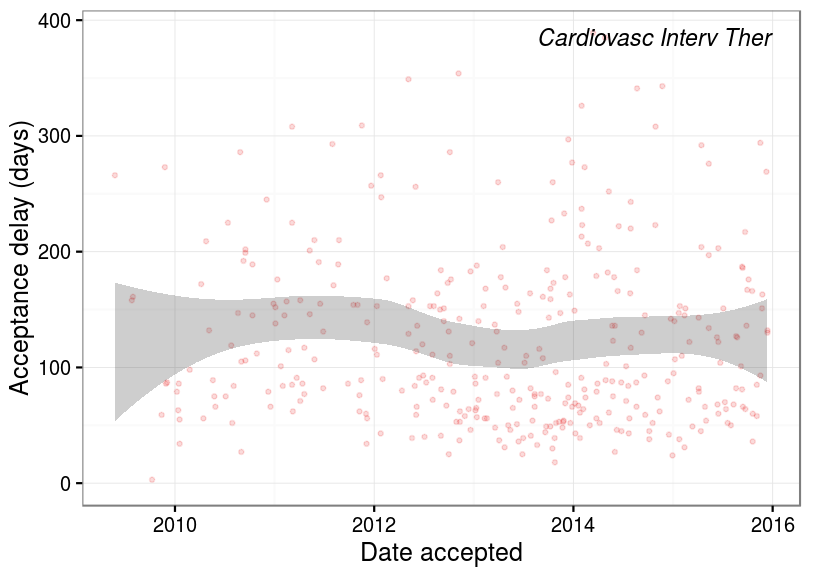 Cardiovasc Interv Ther
400
300
200
100
0
Acceptance delay (days)
2010 2012 2014 2016
Date accepted